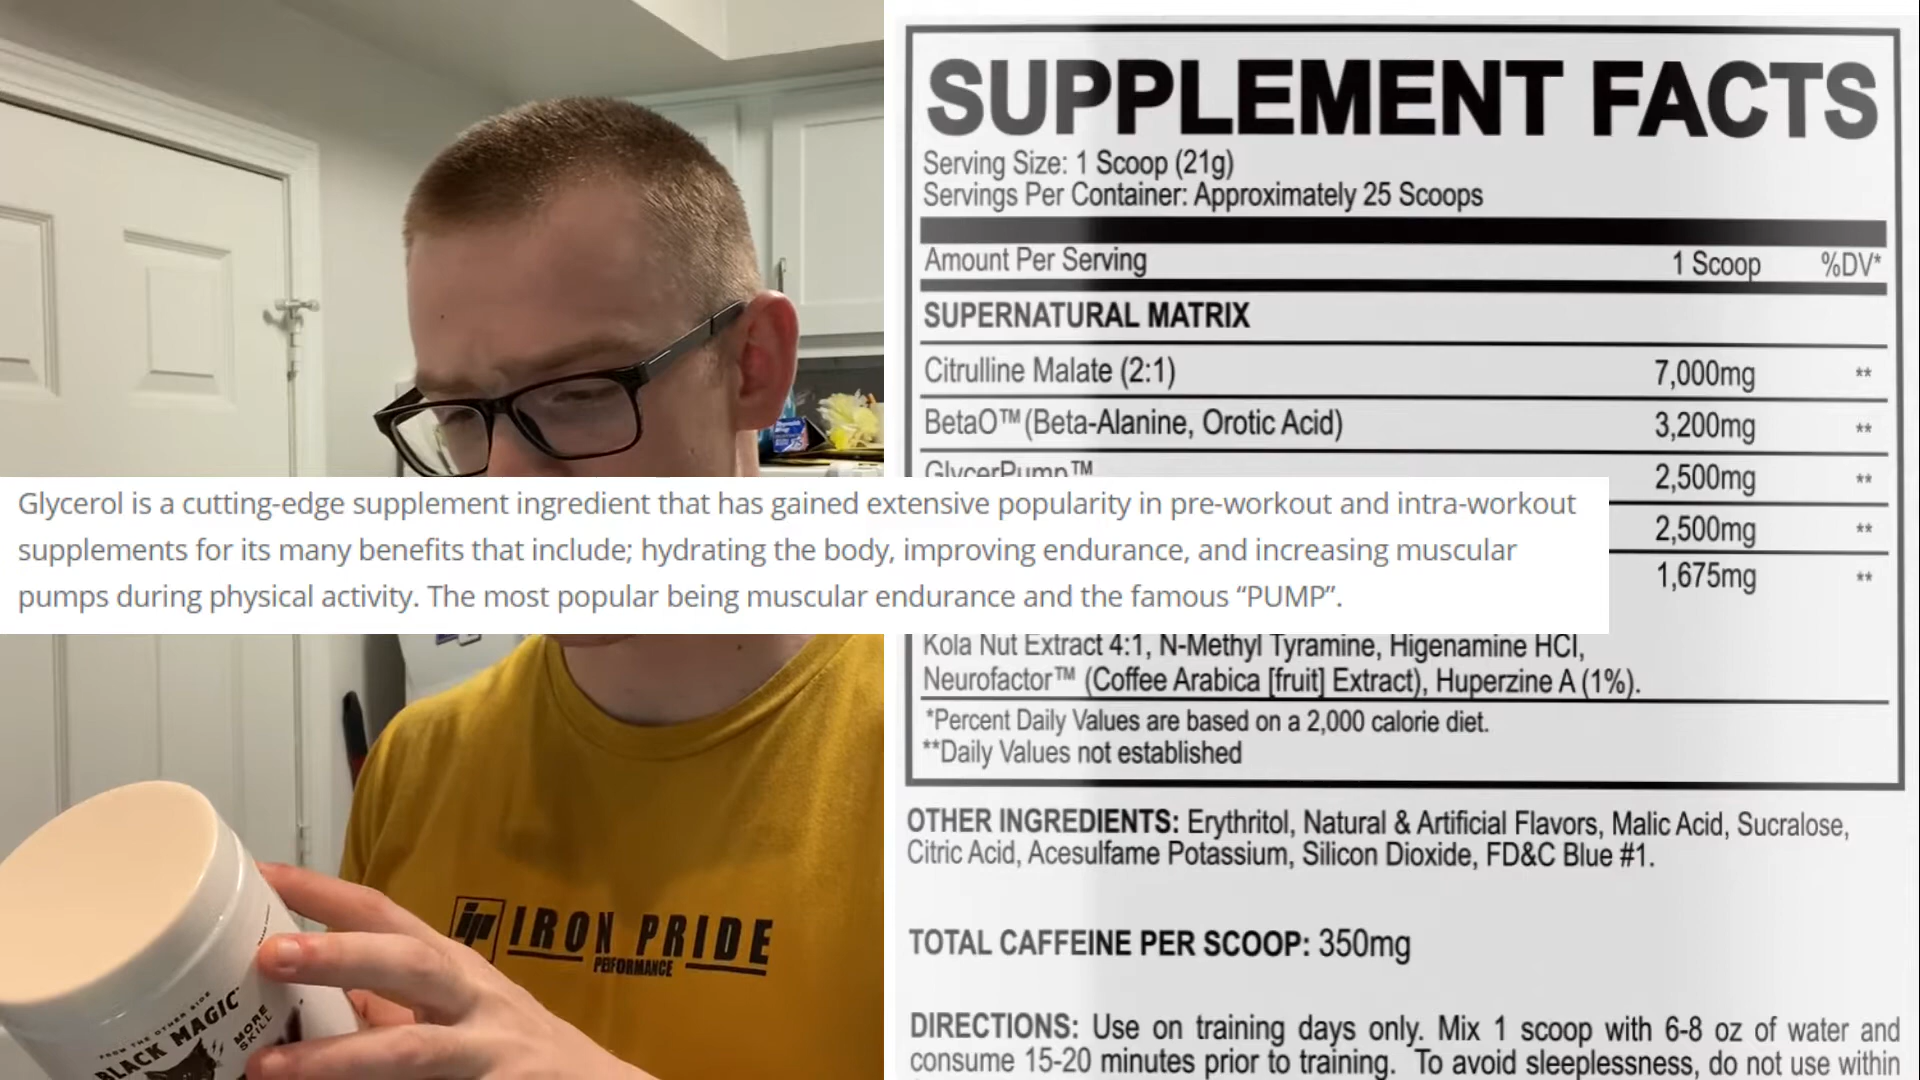 SUPPLEMENT FACTS
Serving Size: 1 Scoop (21g)
Servings Per Container: Approximately 25 Scoops
Amount Per Serving 1 Scoop %DV*
SUPERNATURAL MATRIX
Citrulline Malate (2:1) 7,000mg **
BetaO™ (Beta-Alanine, Orotic Acid) 3,200mg **
GlycerPump™ 2,500mg **
2,500mg **
1,675mg **
Glycerol is a cutting-edge supplement ingredient that has gained extensive popularity in pre-workout and intra-workout
supplements for its many benefits that include; hydrating the body, improving endurance, and increasing muscular
pumps during physical activity. The most popular being muscular endurance and the famous “PUMP”.
Kola Nut Extract 4:1, N-Methyl Tyramine, Higenamine HCl,
Neurofactor™ (Coffee Arabica [fruit] Extract), Huperzine A (1%).
*Percent Daily Values are based on a 2,000 calorie diet.
**Daily Values not established
OTHER INGREDIENTS: Erythritol, Natural & Artificial Flavors, Malic Acid, Sucralose,
Citric Acid, Acesulfame Potassium, Silicon Dioxide, FD&C Blue #1.
TOTAL CAFFEINE PER SCOOP: 350mg
DIRECTIONS: Use on training days only. Mix 1 scoop with 6-8 oz of water and
consume 15-20 minutes prior to training. To avoid sleeplessness, do not use within
ip IRON PRIDE
PERFORMANCE
FROM THE OTHER SIDE
BLACK MAGIC
MORE
SKILL